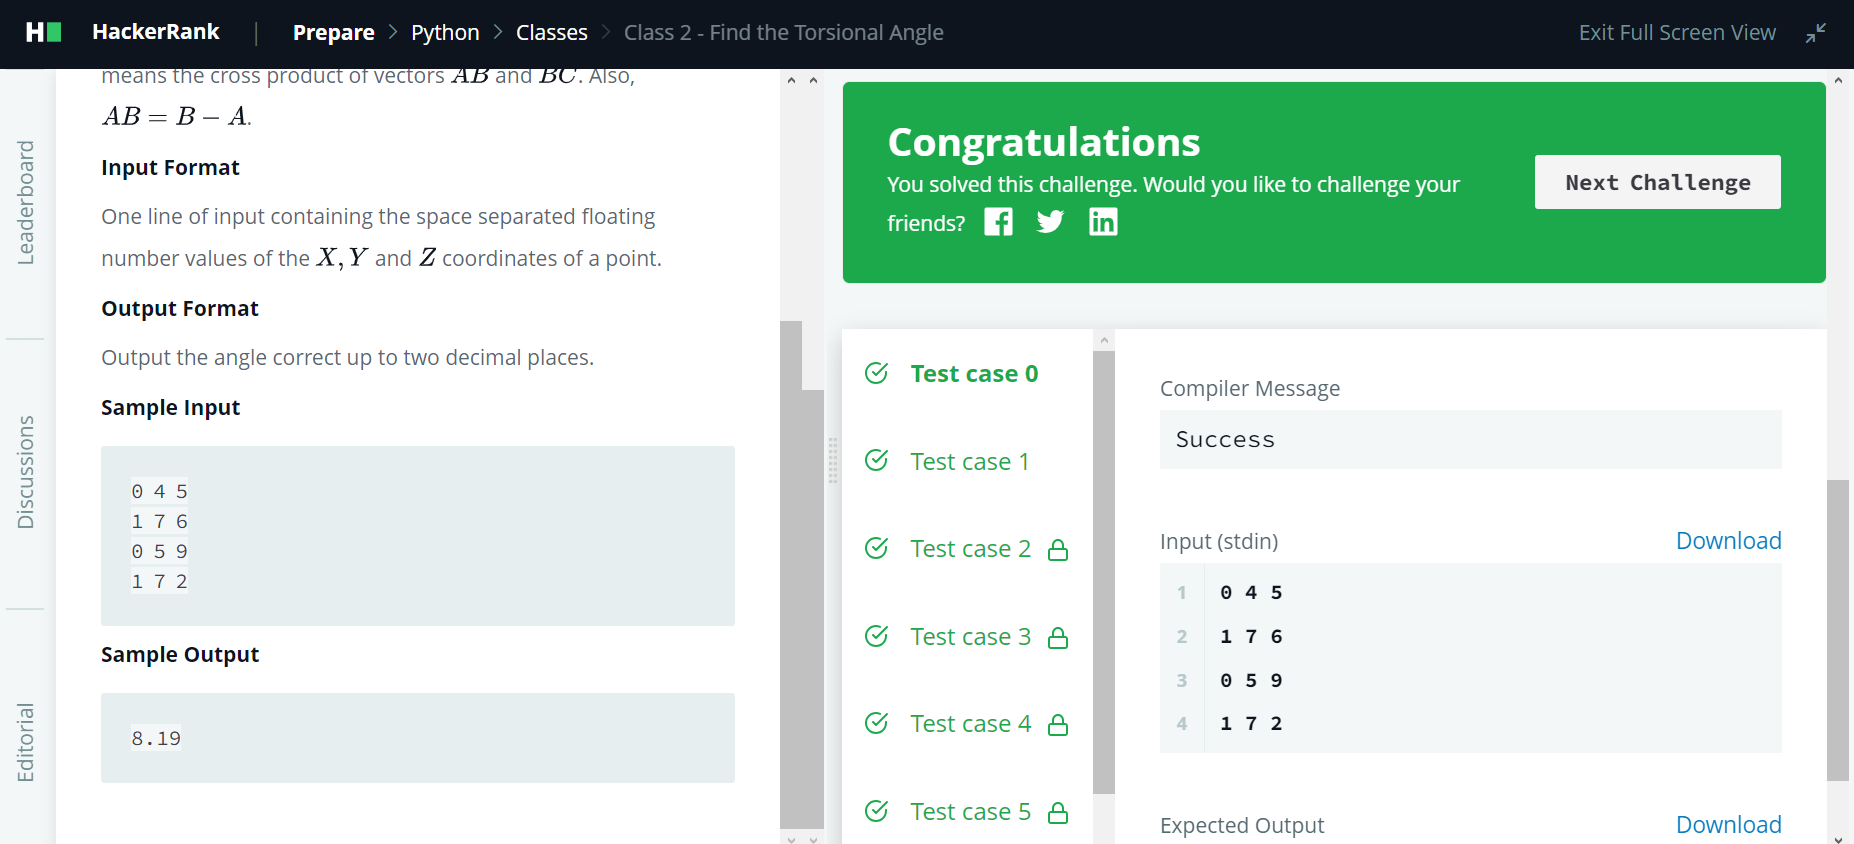 HackerRank | Prepare > Python > Classes > Class 2 - Find the Torsional Angle Exit Full Screen View
Leaderboard
Discussions
Editorial
means the cross product of vectors AB and BC. Also,
AB = B − A.
Input Format
One line of input containing the space separated floating
number values of the X, Y and Z coordinates of a point.
Output Format
Output the angle correct up to two decimal places.
Sample Input
0 4 5
1 7 6
0 5 9
1 7 2
Sample Output
8.19
Congratulations
You solved this challenge. Would you like to challenge your
friends?
Next Challenge
Test case 0
Test case 1
Test case 2
Test case 3
Test case 4
Test case 5
Compiler Message
Success
Input (stdin) Download
1 0 4 5
2 1 7 6
3 0 5 9
4 1 7 2
Expected Output Download